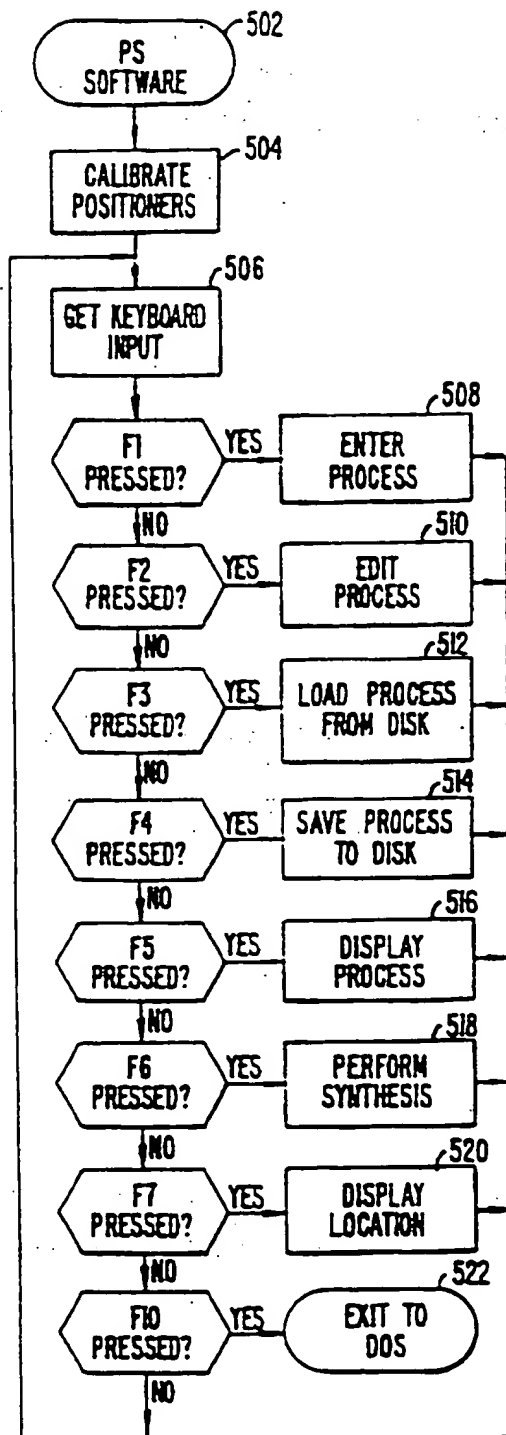 502
PS
SOFTWARE
504
CALIBRATE
POSITIONERS
506
GET KEYBOARD
INPUT
508
F1
PRESSED?
YES
ENTER
PROCESS
NO
510
F2
PRESSED?
YES
EDIT
PROCESS
NO
512
F3
PRESSED?
YES
LOAD PROCESS
FROM DISK
NO
514
F4
PRESSED?
YES
SAVE PROCESS
TO DISK
NO
516
F5
PRESSED?
YES
DISPLAY
PROCESS
NO
518
F6
PRESSED?
YES
PERFORM
SYNTHESIS
NO
520
F7
PRESSED?
YES
DISPLAY
LOCATION
NO
522
F10
PRESSED?
YES
EXIT TO
DOS
NO